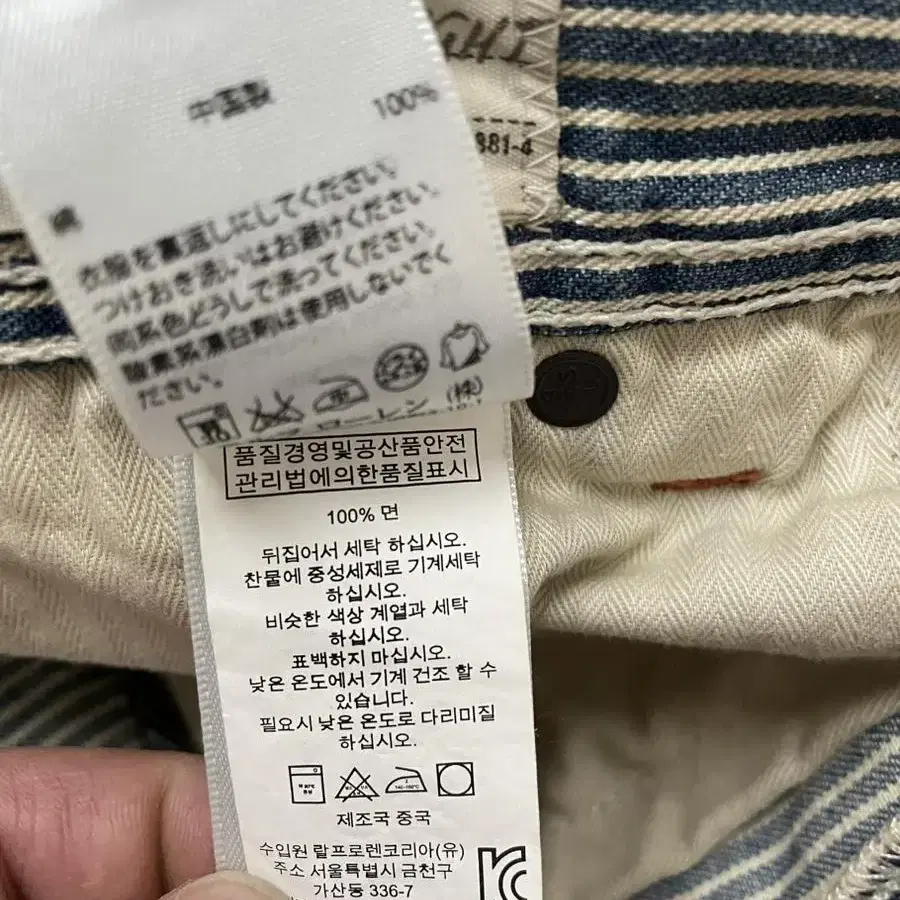 中国製
綿 100%
衣服を裏返しにしてください。
つけおき洗いはお避けください。
同系色どうしで洗ってください。
酸素系漂白剤は使用しないでく
ださい。
ローレン (株)
881-4
품질경영및공산품안전
관리법에의한품질표시
100% 면
뒤집어서 세탁 하십시오.
찬물에 중성세제로 기계세탁
하십시오.
비슷한 색상 계열과 세탁
하십시오.
표백하지 마십시오.
낮은 온도에서 기계 건조 할 수
있습니다.
필요시 낮은 온도로 다리미질
하십시오.
제조국 중국
수입원 랄프로렌코리아(유)
주소 서울특별시 금천구
가산동 336-7